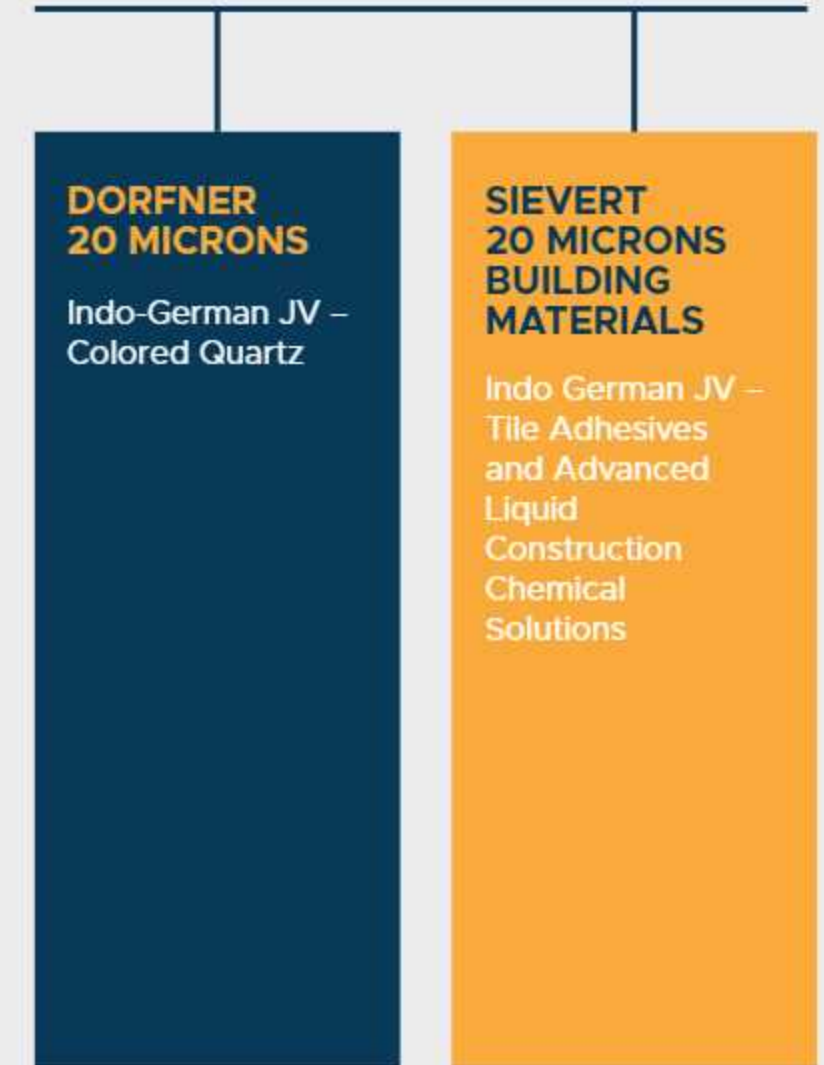 DORFNER
20 MICRONS
Indo-German JV –
Colored Quartz
SIEVERT
20 MICRONS
BUILDING
MATERIALS
Indo German JV –
Tile Adhesives
and Advanced
Liquid
Construction
Chemical
Solutions